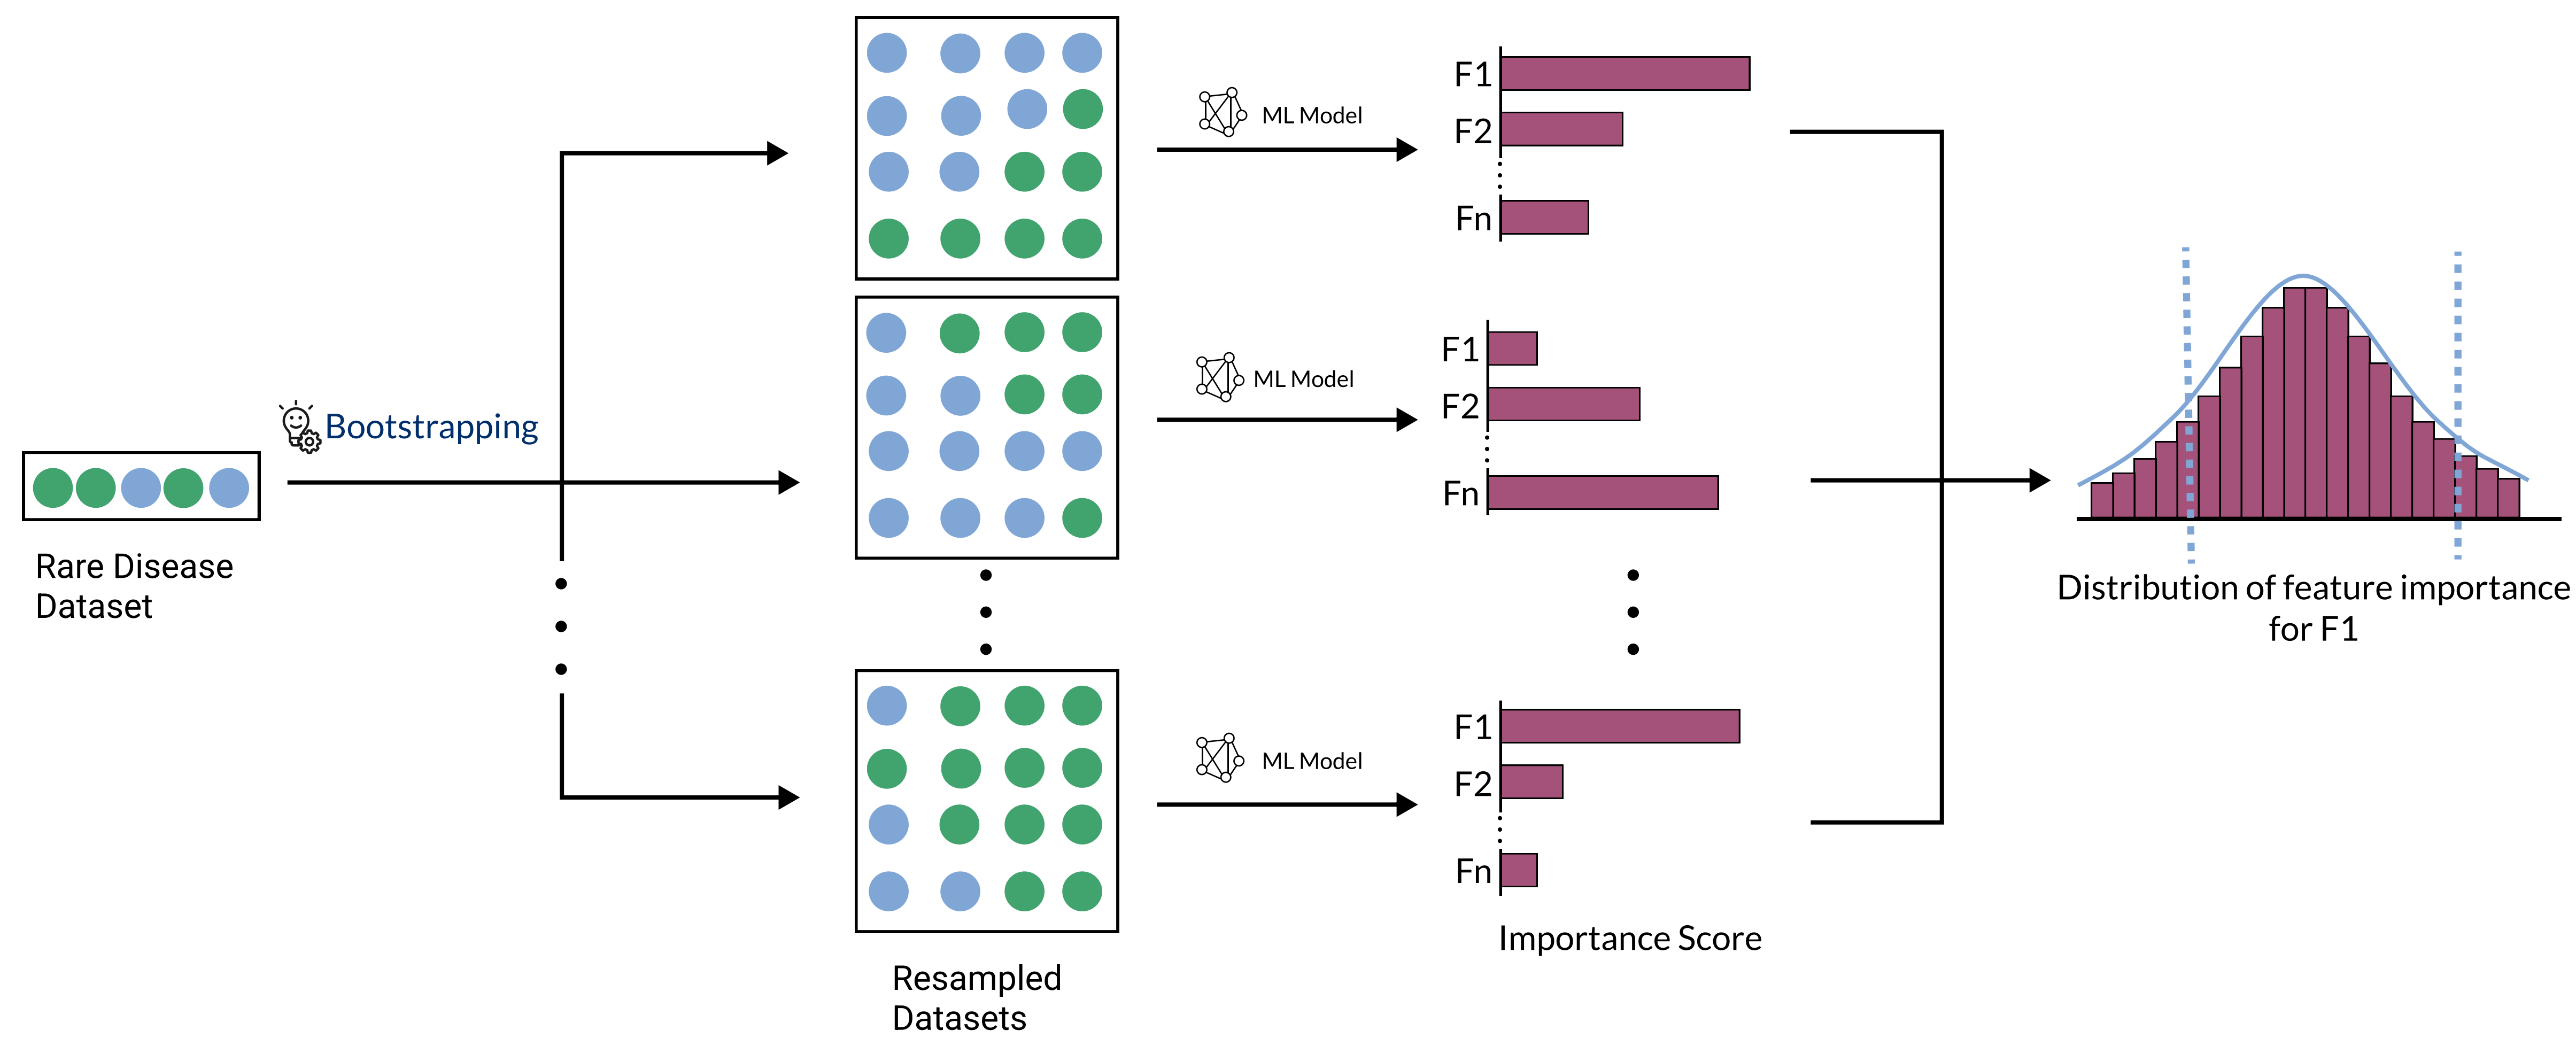 F1
ML Model
F2
Fn
F1
ML Model
F2
Bootstrapping
Fn
Rare Disease
Dataset
Distribution of feature importance
for F1
F1
ML Model
F2
Fn
Importance Score
Resampled
Datasets